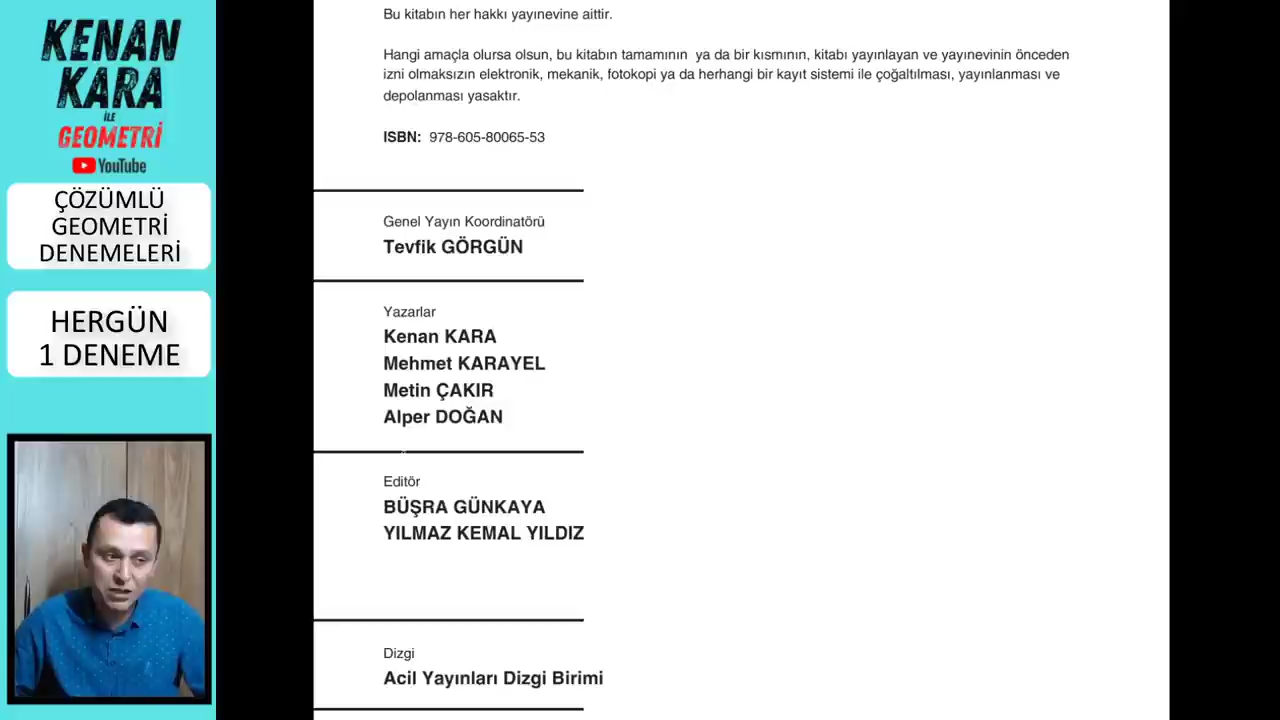 KENAN
KARA
İLE
GEOMETRİ
YouTube
ÇÖZÜMLÜ
GEOMETRİ
DENEMELERİ
HERGÜN
1 DENEME
Bu kitabın her hakkı yayınevine aittir.
Hangi amaçla olursa olsun, bu kitabın tamamının ya da bir kısmının, kitabı yayınlayan ve yayınevinin önceden
izni olmaksızın elektronik, mekanik, fotokopi ya da herhangi bir kayıt sistemi ile çoğaltılması, yayınlanması ve
depolanması yasaktır.
ISBN: 978-605-80065-53
Genel Yayın Koordinatörü
Tevfik GÖRGÜN
Yazarlar
Kenan KARA
Mehmet KARAYEL
Metin ÇAKIR
Alper DOĞAN
Editör
BÜŞRA GÜNKAYA
YILMAZ KEMAL YILDIZ
Dizgi
Acil Yayınları Dizgi Birimi